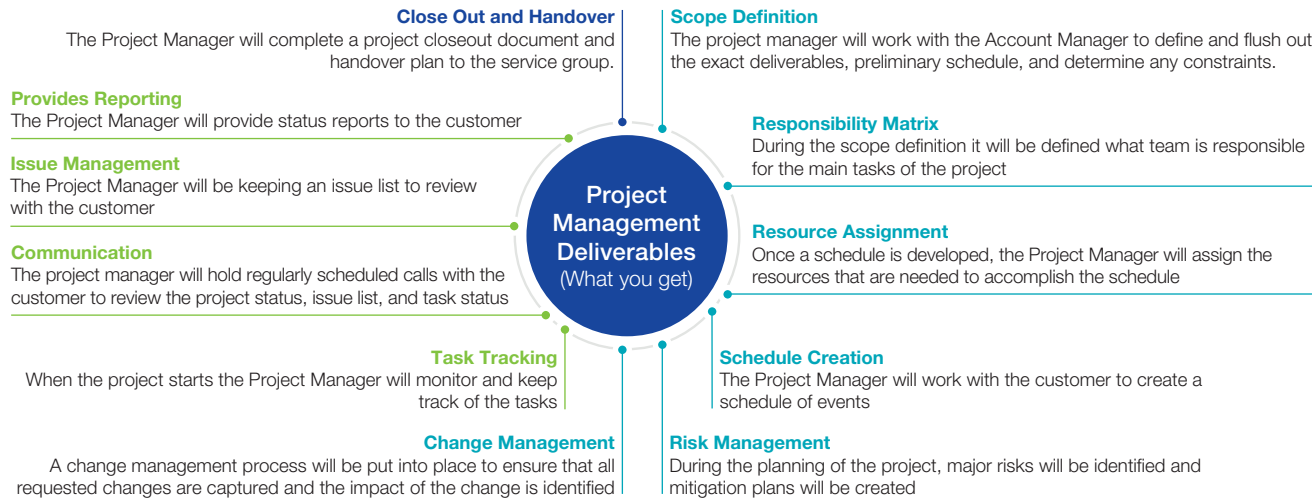 Close Out and Handover
The Project Manager will complete a project closeout document and
handover plan to the service group.
Provides Reporting
The Project Manager will provide status reports to the customer
Issue Management
The Project Manager will be keeping an issue list to review
with the customer
Communication
The project manager will hold regularly scheduled calls with the
customer to review the project status, issue list, and task status
Task Tracking
When the project starts the Project Manager will monitor and keep
track of the tasks
Change Management
A change management process will be put into place to ensure that all
requested changes are captured and the impact of the change is identified
Project
Management
Deliverables
(What you get)
Scope Definition
The project manager will work with the Account Manager to define and flush out
the exact deliverables, preliminary schedule, and determine any constraints.
Responsibility Matrix
During the scope definition it will be defined what team is responsible
for the main tasks of the project
Resource Assignment
Once a schedule is developed, the Project Manager will assign the
resources that are needed to accomplish the schedule
Schedule Creation
The Project Manager will work with the customer to create a
schedule of events
Risk Management
During the planning of the project, major risks will be identified and
mitigation plans will be created